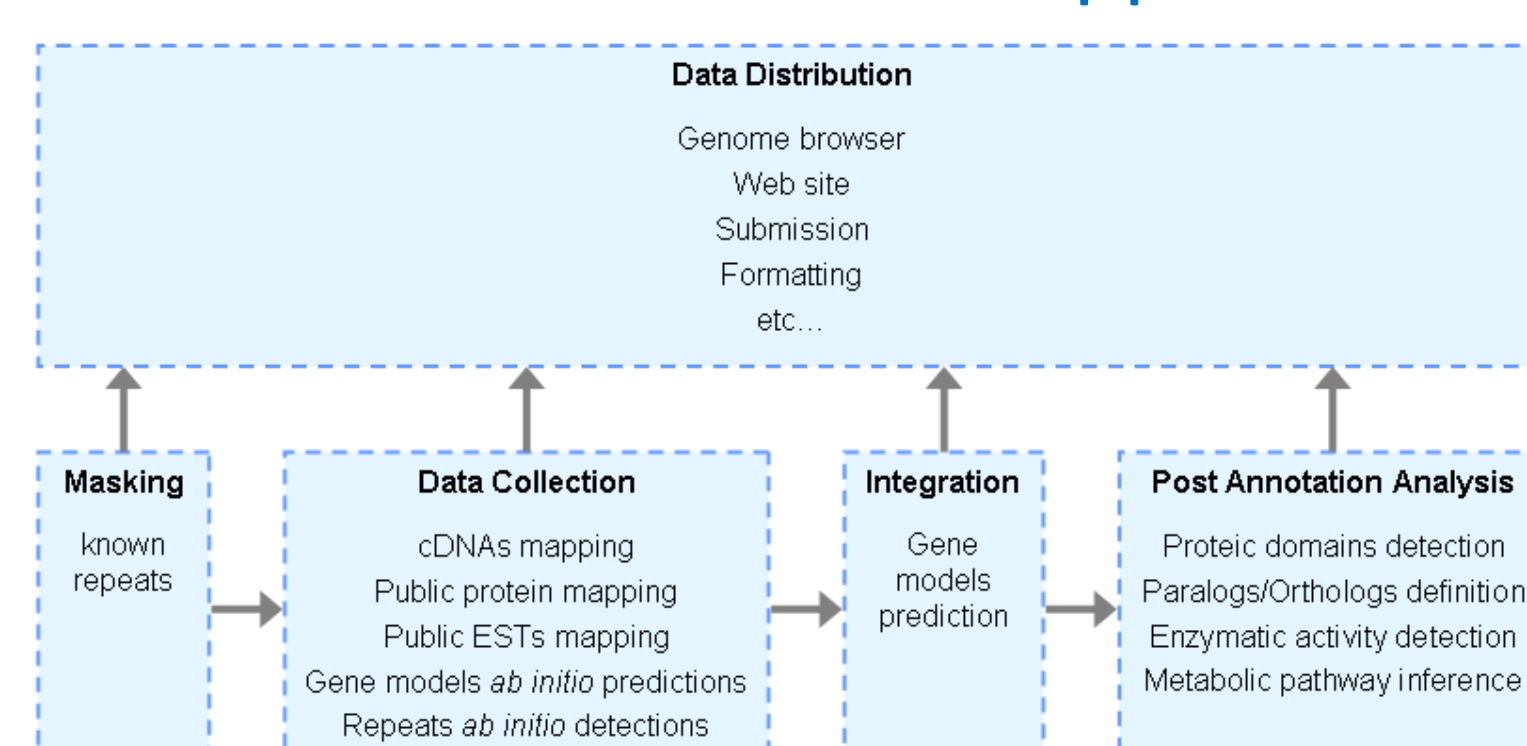 Data Distribution
Genome browser
Web site
Submission
Formatting
etc...
Masking
known
repeats
Data Collection
cDNAs mapping
Public protein mapping
Public ESTs mapping
Gene models ab initio predictions
Repeats ab initio detections
Integration
Gene
models
prediction
Post Annotation Analysis
Proteic domains detection
Paralogs/Orthologs definition
Enzymatic activity detection
Metabolic pathway inference